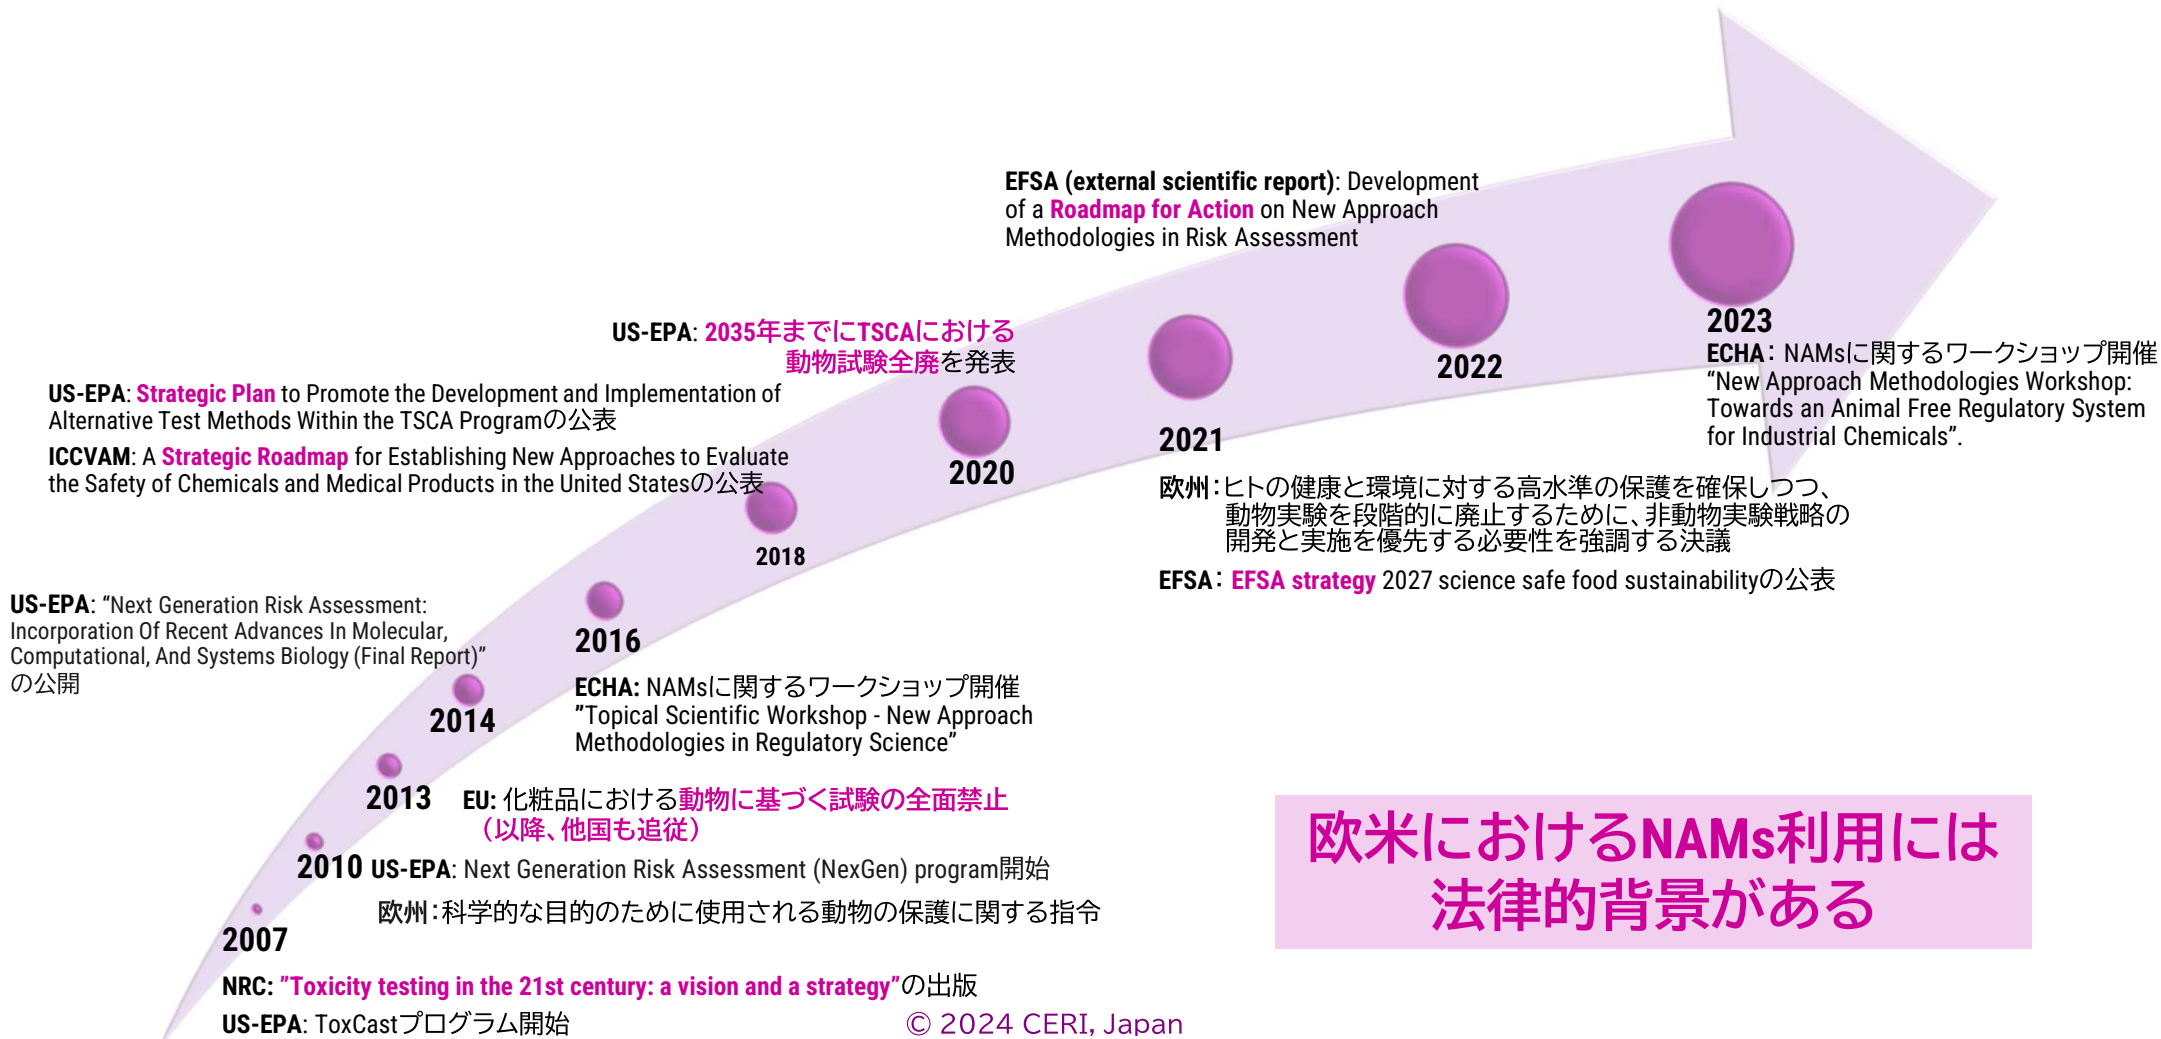 EFSA (external scientific report): Development
of a Roadmap for Action on New Approach
Methodologies in Risk Assessment
2023
ECHA： NAMsに関するワークショップ開催
“New Approach Methodologies Workshop:
Towards an Animal Free Regulatory System
for Industrial Chemicals”.
2022
US-EPA: 2035年までにTSCAにおける
動物試験全廃を発表
2021
欧州：ヒトの健康と環境に対する高水準の保護を確保しつつ、
動物実験を段階的に廃止するために、非動物実験戦略の
開発と実施を優先する必要性を強調する決議
EFSA： EFSA strategy 2027 science safe food sustainabilityの公表
2020
US-EPA: Strategic Plan to Promote the Development and Implementation of
Alternative Test Methods Within the TSCA Programの公表
ICCVAM: A Strategic Roadmap for Establishing New Approaches to Evaluate
the Safety of Chemicals and Medical Products in the United Statesの公表
2018
US-EPA: “Next Generation Risk Assessment:
Incorporation Of Recent Advances In Molecular,
Computational, And Systems Biology (Final Report)”
の公開
2016
ECHA: NAMsに関するワークショップ開催
”Topical Scientific Workshop - New Approach
Methodologies in Regulatory Science”
2014
2013 EU: 化粧品における動物に基づく試験の全面禁止
（以降、他国も追従）
2010 US-EPA: Next Generation Risk Assessment (NexGen) program開始
欧州：科学的な目的のために使用される動物の保護に関する指令
2007
NRC: ”Toxicity testing in the 21st century: a vision and a strategy”の出版
US-EPA: ToxCastプログラム開始
欧米におけるNAMs利用には
法律的背景がある
© 2024 CERI, Japan